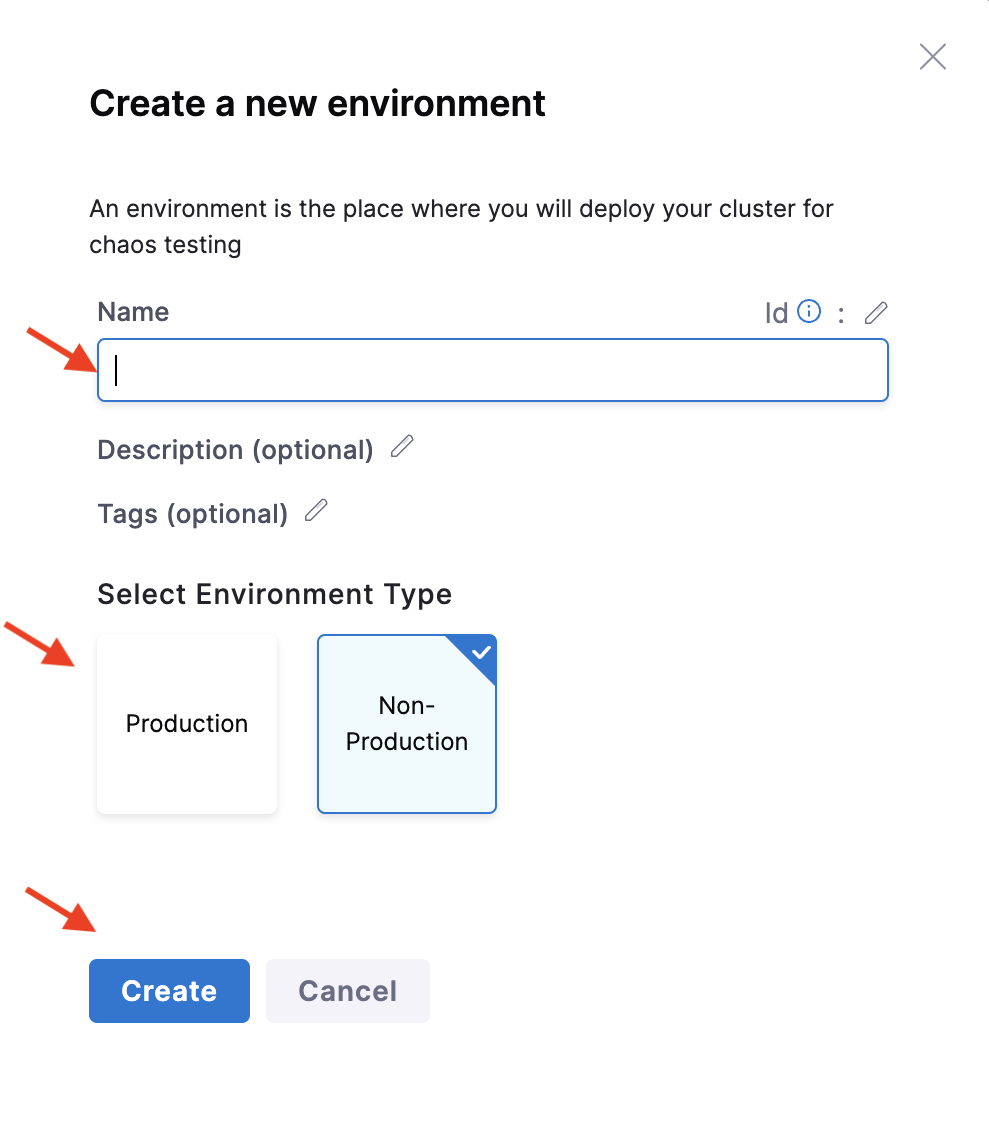 Create a new environment
An environment is the place where you will deploy your cluster for
chaos testing
Name
Id :
Description (optional)
Tags (optional)
Select Environment Type
Production
Non-
Production
Create
Cancel